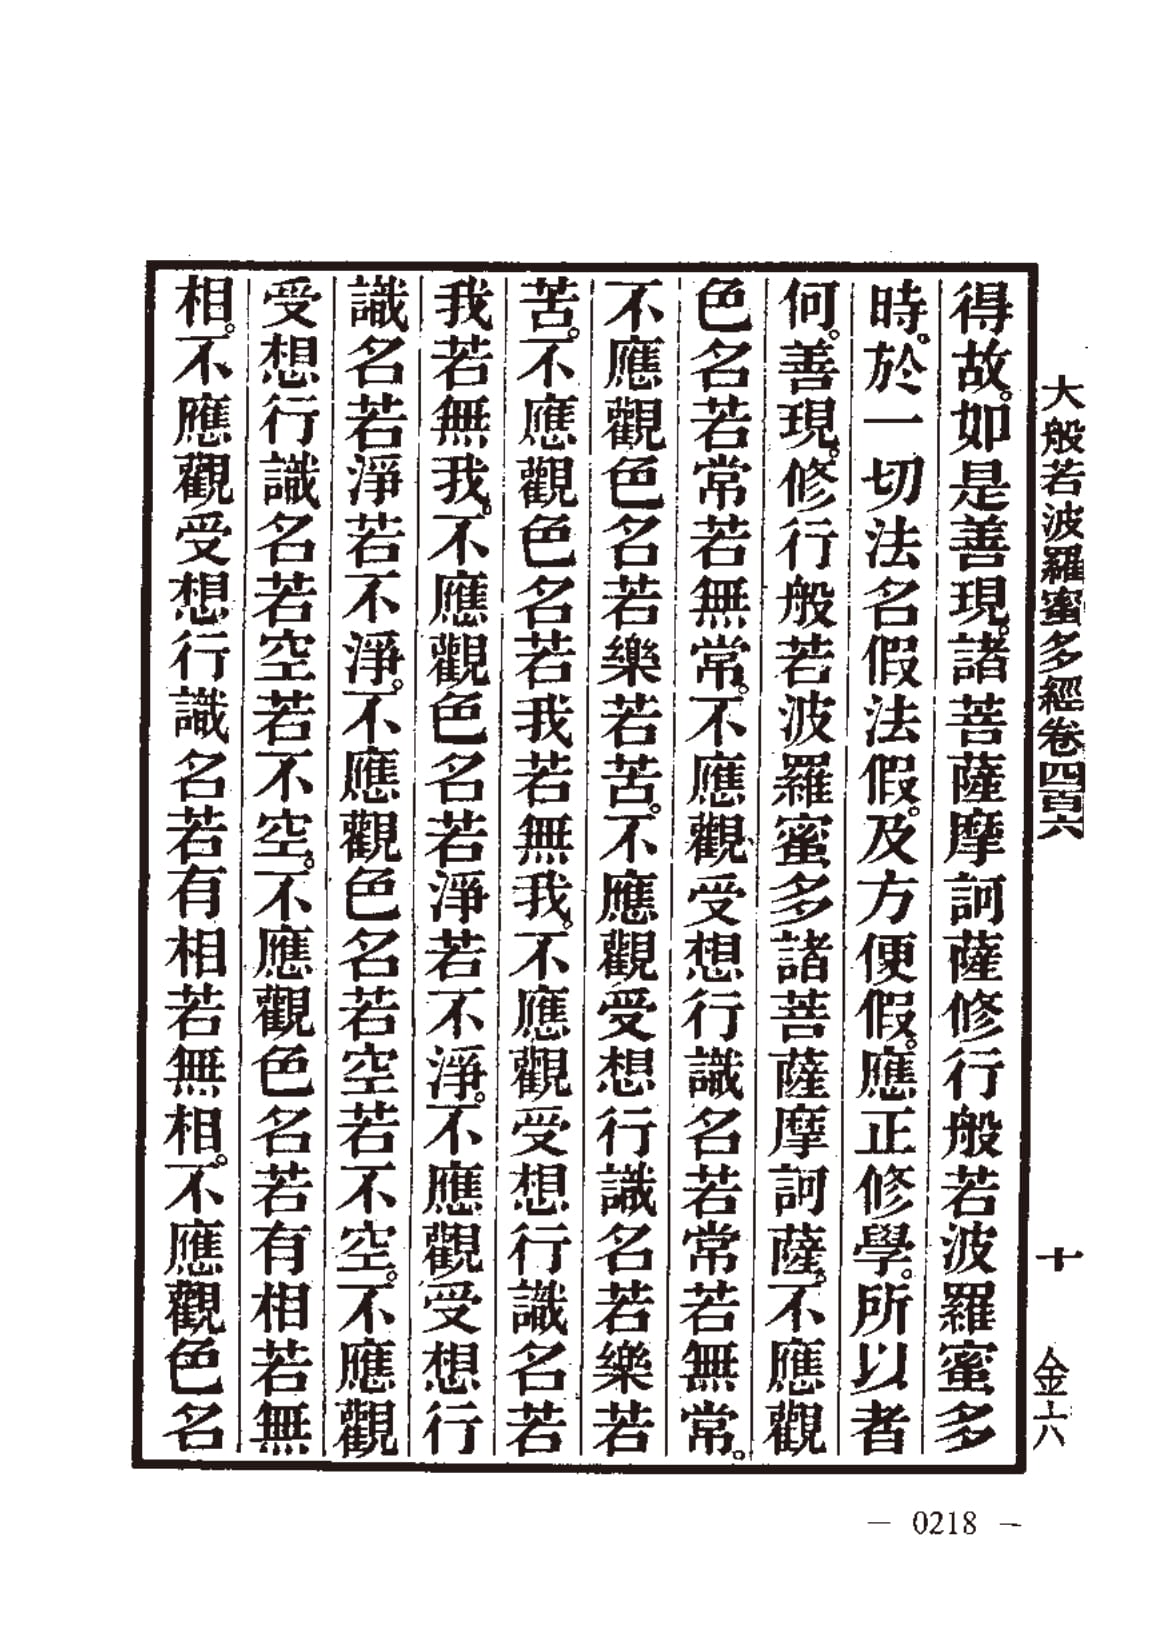 大般若波羅蜜多經卷四百六 十 金六
得故。如是善現。諸菩薩摩訶薩修行般若波羅蜜多
時。於一切法名假法假。及方便假。應正修學。所以者
何。善現。修行般若波羅蜜多諸菩薩摩訶薩。不應觀
色名若常若無常。不應觀受想行識名若常若無常。
不應觀色名若樂若苦。不應觀受想行識名若樂若
苦。不應觀色名若我若無我。不應觀受想行識名若
我若無我。不應觀色名若淨若不淨。不應觀受想行
識名若淨若不淨。不應觀色名若空若不空。不應觀
受想行識名若空若不空。不應觀色名若有相若無
相。不應觀受想行識名若有相若無相。不應觀色名
— 0218 —